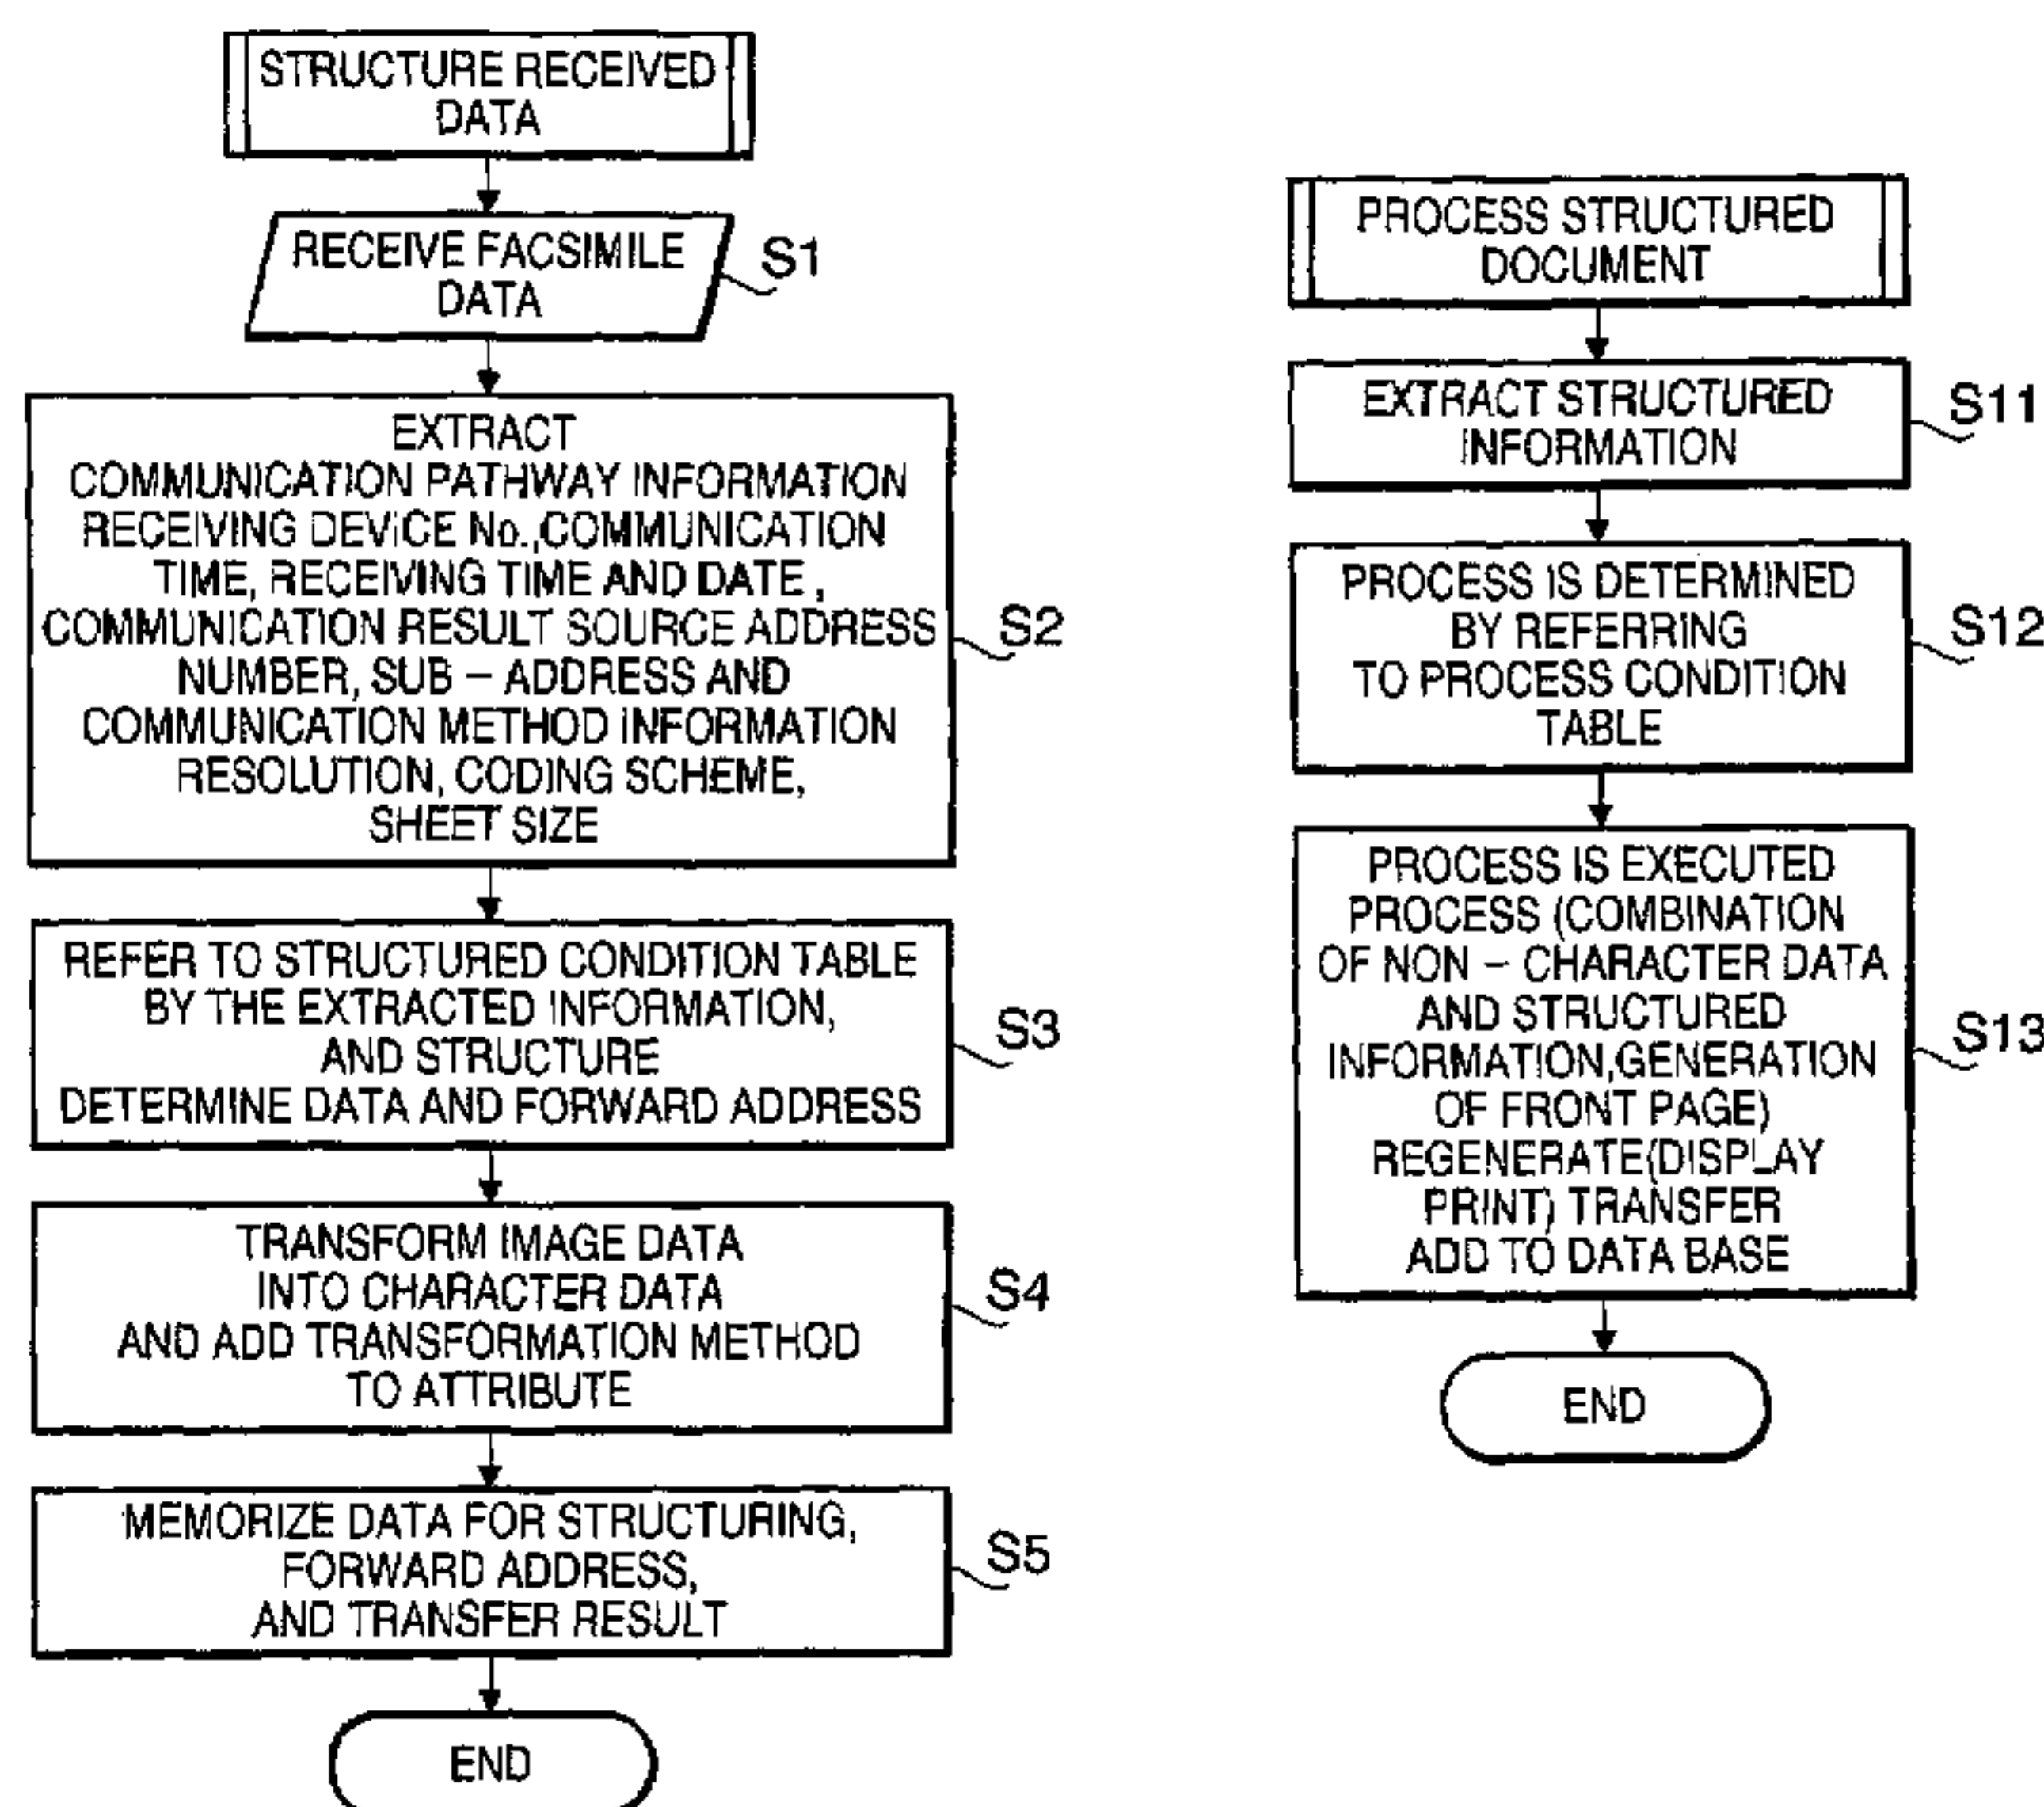 STRUCTURE RECEIVED
DATA
RECEIVE FACSIMILE
DATA
S1
EXTRACT
COMMUNICATION PATHWAY INFORMATION
RECEIVING DEVICE No.,COMMUNICATION
TIME, RECEIVING TIME AND DATE ,
COMMUNICATION RESULT SOURCE ADDRESS
NUMBER, SUB – ADDRESS AND
COMMUNICATION METHOD INFORMATION
RESOLUTION, CODING SCHEME,
SHEET SIZE
S2
REFER TO STRUCTURED CONDITION TABLE
BY THE EXTRACTED INFORMATION,
AND STRUCTURE
DETERMINE DATA AND FORWARD ADDRESS
S3
TRANSFORM IMAGE DATA
INTO CHARACTER DATA
AND ADD TRANSFORMATION METHOD
TO ATTRIBUTE
S4
MEMORIZE DATA FOR STRUCTURING,
FORWARD ADDRESS,
AND TRANSFER RESULT
S5
END
PROCESS STRUCTURED
DOCUMENT
EXTRACT STRUCTURED
INFORMATION
S11
PROCESS IS DETERMINED
BY REFERRING
TO PROCESS CONDITION
TABLE
S12
PROCESS IS EXECUTED
PROCESS (COMBINATION
OF NON – CHARACTER DATA
AND STRUCTURED
INFORMATION,GENERATION
OF FRONT PAGE)
REGENERATE(DISPLAY
PRINT) TRANSFER
ADD TO DATA BASE
S13
END